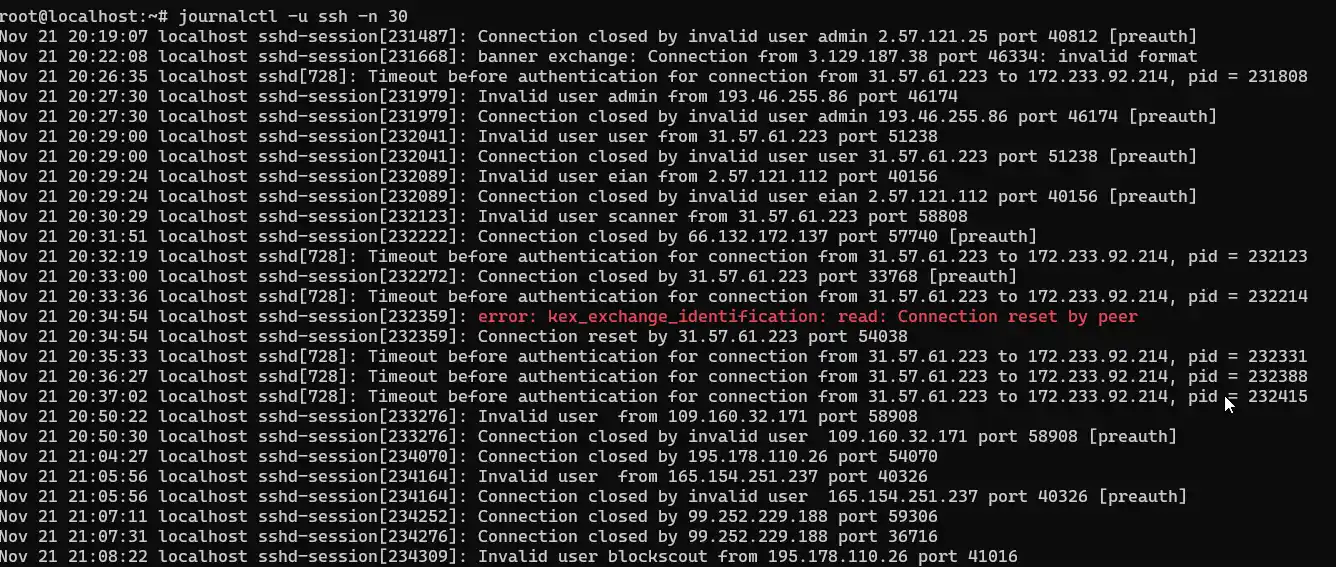 root@localhost:~# journalctl -u ssh -n 30
Nov 21 20:19:07 localhost sshd-session[231487]: Connection closed by invalid user admin 2.57.121.25 port 40812 [preauth]
Nov 21 20:22:08 localhost sshd-session[231668]: banner exchange: Connection from 3.129.187.38 port 46334: invalid format
Nov 21 20:26:35 localhost sshd[728]: Timeout before authentication for connection from 31.57.61.223 to 172.233.92.214, pid = 231808
Nov 21 20:27:30 localhost sshd-session[231979]: Invalid user admin from 193.46.255.86 port 46174
Nov 21 20:27:30 localhost sshd-session[231979]: Connection closed by invalid user admin 193.46.255.86 port 46174 [preauth]
Nov 21 20:29:00 localhost sshd-session[232041]: Invalid user user from 31.57.61.223 port 51238
Nov 21 20:29:00 localhost sshd-session[232041]: Connection closed by invalid user user 31.57.61.223 port 51238 [preauth]
Nov 21 20:29:24 localhost sshd-session[232089]: Invalid user eian from 2.57.121.112 port 40156
Nov 21 20:29:24 localhost sshd-session[232089]: Connection closed by invalid user eian 2.57.121.112 port 40156 [preauth]
Nov 21 20:30:29 localhost sshd-session[232123]: Invalid user scanner from 31.57.61.223 port 58808
Nov 21 20:31:51 localhost sshd-session[232222]: Connection closed by 66.132.172.137 port 57740 [preauth]
Nov 21 20:32:19 localhost sshd[728]: Timeout before authentication for connection from 31.57.61.223 to 172.233.92.214, pid = 232123
Nov 21 20:33:00 localhost sshd-session[232272]: Connection closed by 31.57.61.223 port 33768 [preauth]
Nov 21 20:33:36 localhost sshd[728]: Timeout before authentication for connection from 31.57.61.223 to 172.233.92.214, pid = 232214
Nov 21 20:34:54 localhost sshd-session[232359]: error: kex_exchange_identification: read: Connection reset by peer
Nov 21 20:34:54 localhost sshd-session[232359]: Connection reset by 31.57.61.223 port 54038
Nov 21 20:35:33 localhost sshd[728]: Timeout before authentication for connection from 31.57.61.223 to 172.233.92.214, pid = 232331
Nov 21 20:36:27 localhost sshd[728]: Timeout before authentication for connection from 31.57.61.223 to 172.233.92.214, pid = 232388
Nov 21 20:37:02 localhost sshd[728]: Timeout before authentication for connection from 31.57.61.223 to 172.233.92.214, pid = 232415
Nov 21 20:50:22 localhost sshd-session[233276]: Invalid user  from 109.160.32.171 port 58908
Nov 21 20:50:30 localhost sshd-session[233276]: Connection closed by invalid user  109.160.32.171 port 58908 [preauth]
Nov 21 21:04:27 localhost sshd-session[234070]: Connection closed by 195.178.110.26 port 54070
Nov 21 21:05:56 localhost sshd-session[234164]: Invalid user  from 165.154.251.237 port 40326
Nov 21 21:05:56 localhost sshd-session[234164]: Connection closed by invalid user  165.154.251.237 port 40326 [preauth]
Nov 21 21:07:11 localhost sshd-session[234252]: Connection closed by 99.252.229.188 port 59306
Nov 21 21:07:31 localhost sshd-session[234276]: Connection closed by 99.252.229.188 port 36716
Nov 21 21:08:22 localhost sshd-session[234309]: Invalid user blockscout from 195.178.110.26 port 41016